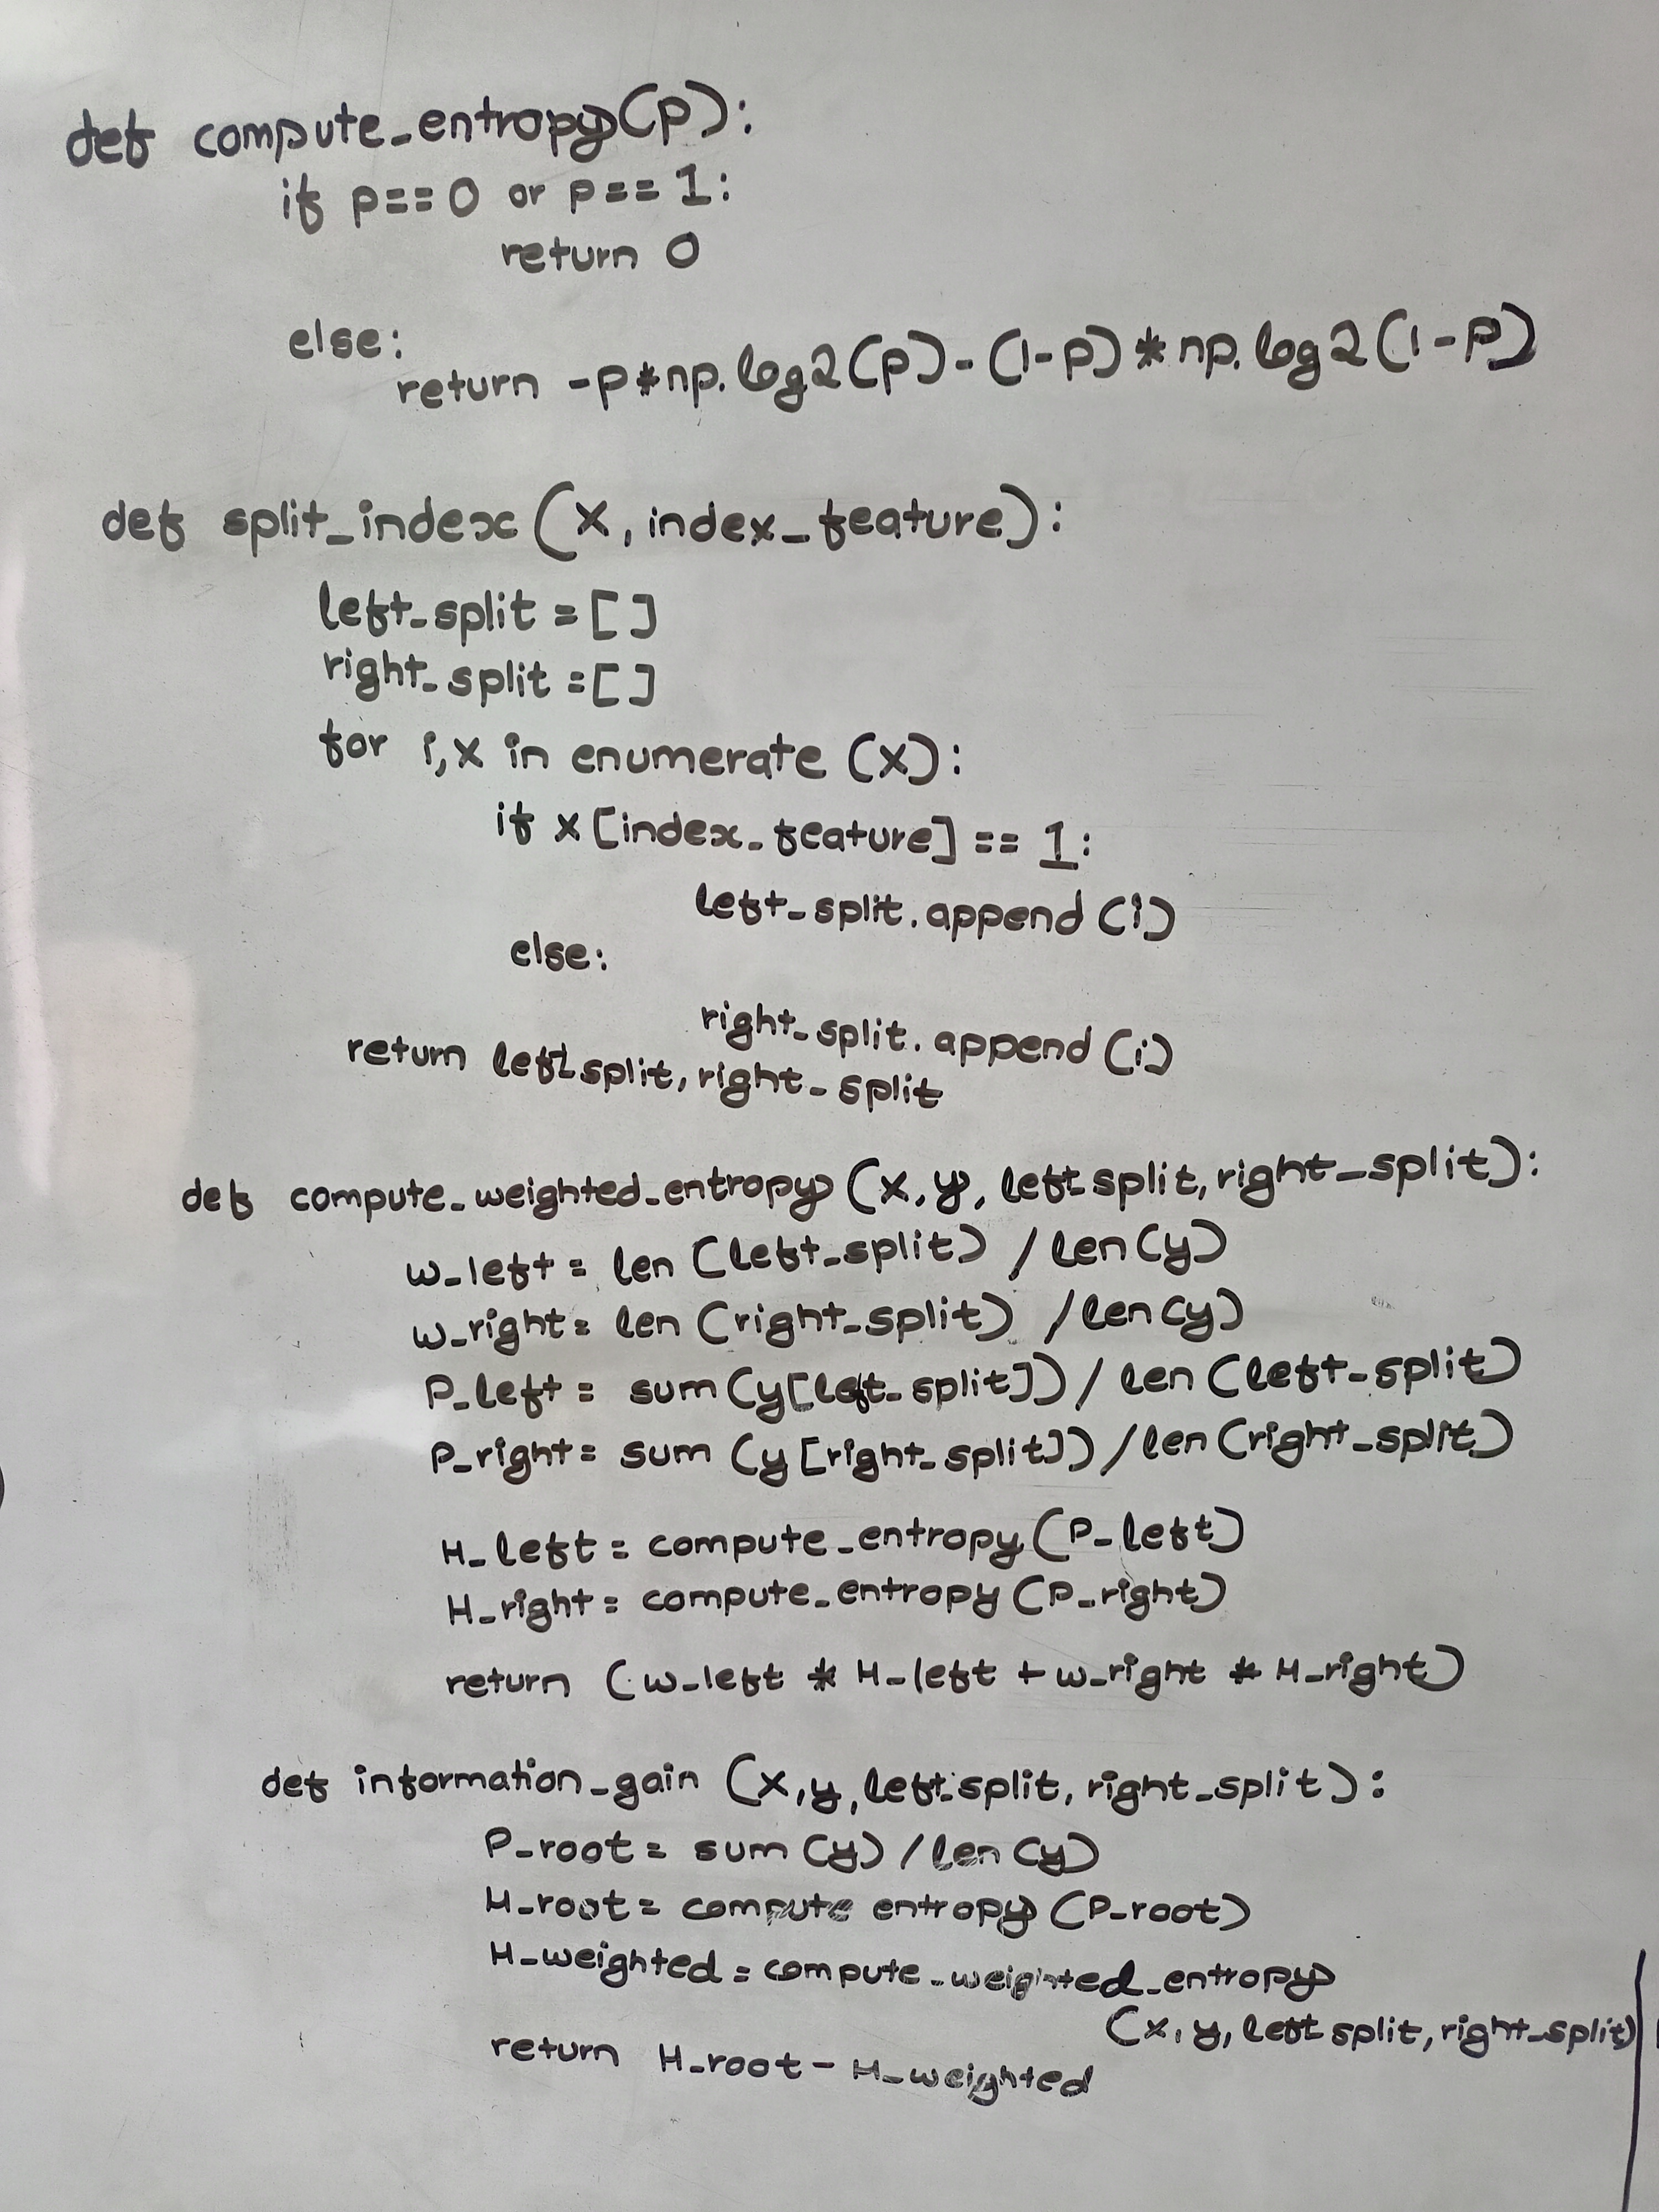 def compute_entropy(p):
if p==0 or p==1:
return 0
else:
return -p*np.log2(p)-(1-p)*np.log2(1-p)
def split_index(X, index_feature):
left_split=[]
right_split=[]
for i,x in enumerate (X):
if x[index_feature] == 1:
left_split.append(i)
else:
right_split.append(i)
return left_split, right_split
def compute_weighted_entropy (X,y, left_split, right_split):
w_left = len (left_split) / len(y)
w_right = len (right_split) / len(y)
P_left = sum(y[left_split]) / len (left_split)
P_right = sum (y[right_split]) / len(right_split)
H_left = compute_entropy(P_left)
H_right = compute_entropy (P_right)
return (w_left * H_left + w_right * H_right)
def information_gain (X,y, left_split, right_split):
P_root = sum (y) / len (y)
H_root = compute entropy (P_root)
H_weighted = compute_weighted_entropy
(X,y, left split, right_split)
return H_root - H_weighted